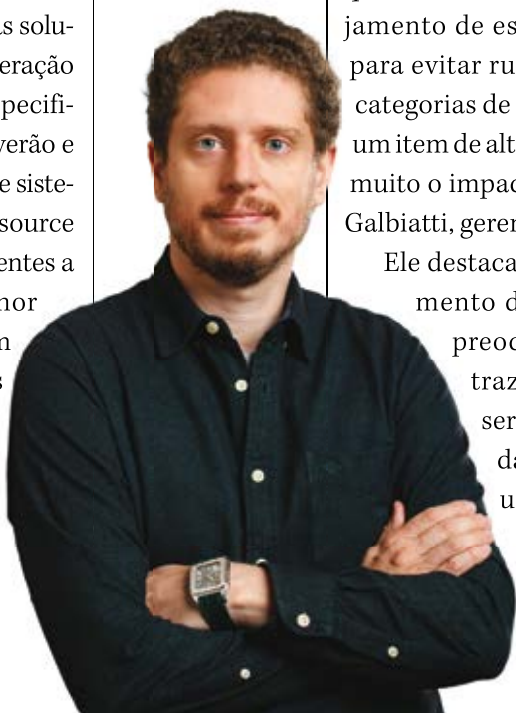 as solu-
eração
pecifi-
verão e
e siste-
source
entes a
nor
n
s
jamento de es
para evitar ru
categorias de
um item de alt
muito o impac
Galbiatti, geren
Ele destaca
mento d
preoc
traz
ser
da
u